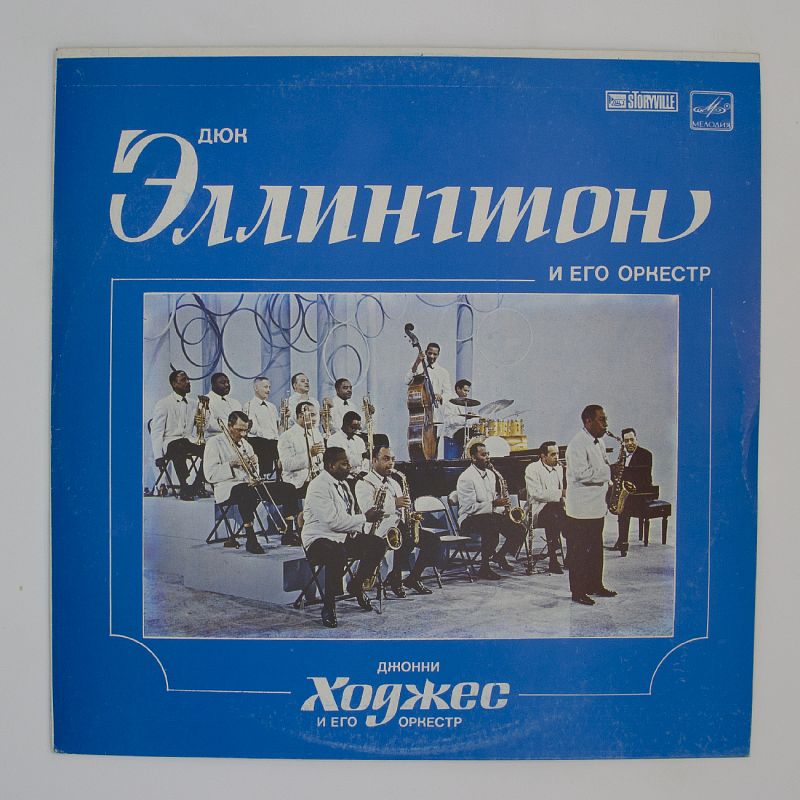 STORYVILLE
МЕЛОДИЯ
ДЮК
Эллингтон
И ЕГО ОРКЕСТР
ДЖОННИ
Ходжес
И ЕГО ОРКЕСТР